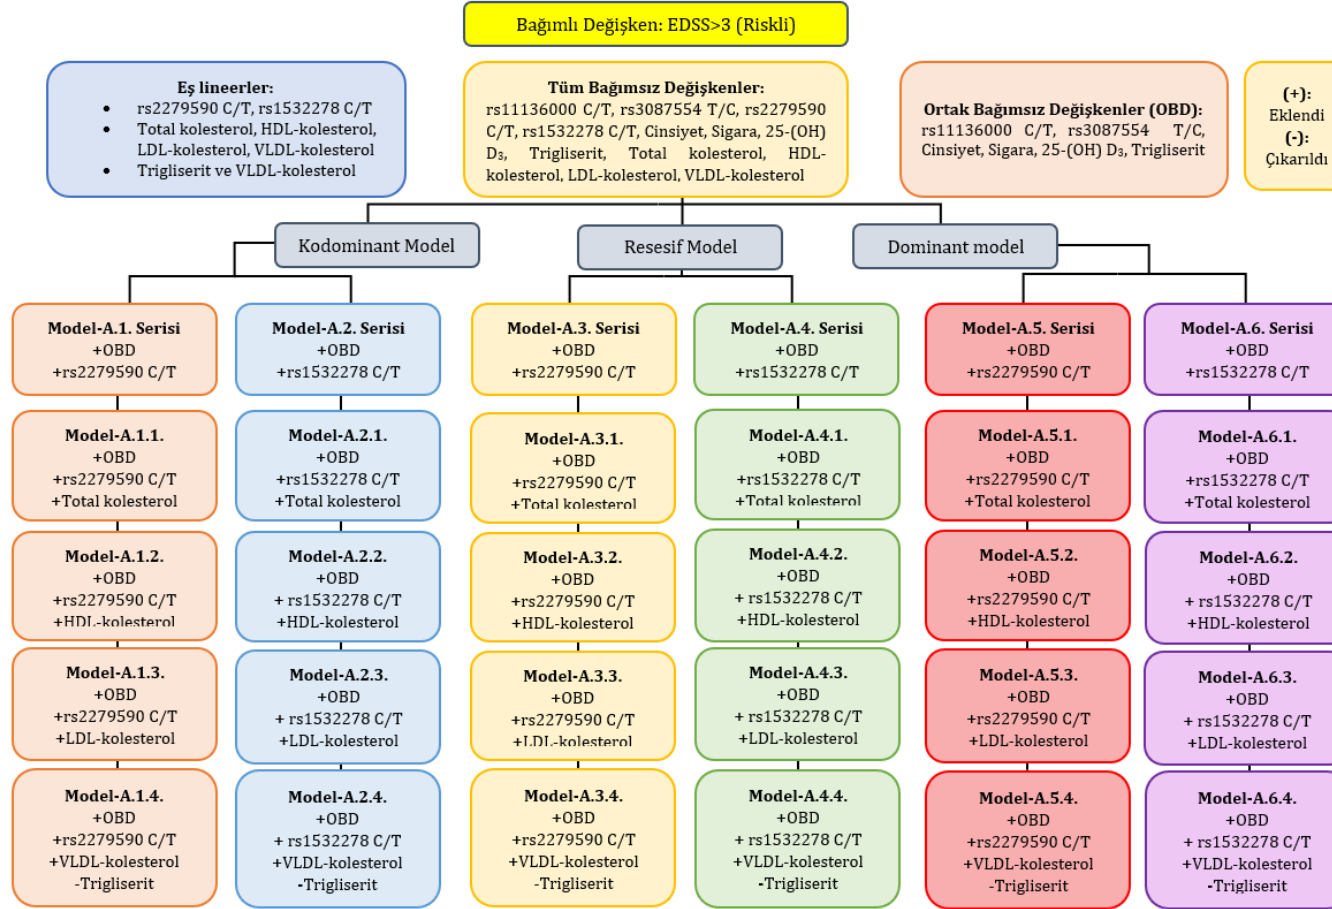 Bağımlı Değişken: EDSS>3 (Riskli)
Eş lineerler:
• rs2279590 C/T, rs1532278 C/T
• Total kolesterol, HDL-kolesterol,
LDL-kolesterol, VLDL-kolesterol
• Trigliserit ve VLDL-kolesterol
Tüm Bağımsız Değişkenler:
rs11136000 C/T, rs3087554 T/C, rs2279590
C/T, rs1532278 C/T, Cinsiyet, Sigara, 25-(OH)
D₃, Trigliserit, Total kolesterol, HDL-
kolesterol, LDL-kolesterol, VLDL-kolesterol
Ortak Bağımsız Değişkenler (OBD):
rs11136000 C/T, rs3087554 T/C,
Cinsiyet, Sigara, 25-(OH) D₃, Trigliserit
(+):
Eklendi
(-):
Çıkarıldı
Kodominant Model
Resesif Model
Dominant model
Model-A.1. Serisi
+OBD
+rs2279590 C/T
Model-A.2. Serisi
+OBD
+rs1532278 C/T
Model-A.3. Serisi
+OBD
+rs2279590 C/T
Model-A.4. Serisi
+OBD
+rs1532278 C/T
Model-A.5. Serisi
+OBD
+rs2279590 C/T
Model-A.6. Serisi
+OBD
+rs1532278 C/T
Model-A.1.1.
+OBD
+rs2279590 C/T
+Total kolesterol
Model-A.2.1.
+OBD
+rs1532278 C/T
+Total kolesterol
Model-A.3.1.
+OBD
+rs2279590 C/T
+Total kolesterol
Model-A.4.1.
+OBD
+rs1532278 C/T
+Total kolesterol
Model-A.5.1.
+OBD
+rs2279590 C/T
+Total kolesterol
Model-A.6.1.
+OBD
+rs1532278 C/T
+Total kolesterol
Model-A.1.2.
+OBD
+rs2279590 C/T
+HDL-kolesterol
Model-A.2.2.
+OBD
+ rs1532278 C/T
+HDL-kolesterol
Model-A.3.2.
+OBD
+rs2279590 C/T
+HDL-kolesterol
Model-A.4.2.
+OBD
+ rs1532278 C/T
+HDL-kolesterol
Model-A.5.2.
+OBD
+rs2279590 C/T
+HDL-kolesterol
Model-A.6.2.
+OBD
+ rs1532278 C/T
+HDL-kolesterol
Model-A.1.3.
+OBD
+rs2279590 C/T
+LDL-kolesterol
Model-A.2.3.
+OBD
+ rs1532278 C/T
+LDL-kolesterol
Model-A.3.3.
+OBD
+rs2279590 C/T
+LDL-kolesterol
Model-A.4.3.
+OBD
+ rs1532278 C/T
+LDL-kolesterol
Model-A.5.3.
+OBD
+rs2279590 C/T
+LDL-kolesterol
Model-A.6.3.
+OBD
+ rs1532278 C/T
+LDL-kolesterol
Model-A.1.4.
+OBD
+rs2279590 C/T
+VLDL-kolesterol
-Trigliserit
Model-A.2.4.
+OBD
+ rs1532278 C/T
+VLDL-kolesterol
-Trigliserit
Model-A.3.4.
+OBD
+rs2279590 C/T
+VLDL-kolesterol
-Trigliserit
Model-A.4.4.
+OBD
+ rs1532278 C/T
+VLDL-kolesterol
-Trigliserit
Model-A.5.4.
+OBD
+rs2279590 C/T
+VLDL-kolesterol
-Trigliserit
Model-A.6.4.
+OBD
+ rs1532278 C/T
+VLDL-kolesterol
-Trigliserit